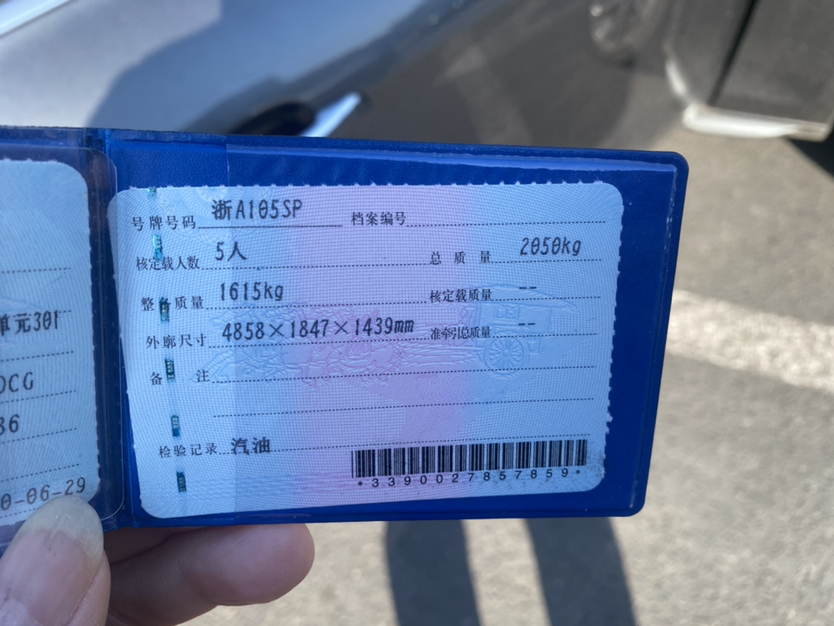 单元301
DCG
36
0-06-29
号牌号码 浙A105SP 档案编号
核定载人数 5人 总质量 2050kg
整备质量 1615kg 核定载质量 --
外廓尺寸 4858×1847×1439mm 准牵引总质量 --
备注
检验记录 汽油
*3390027857859*